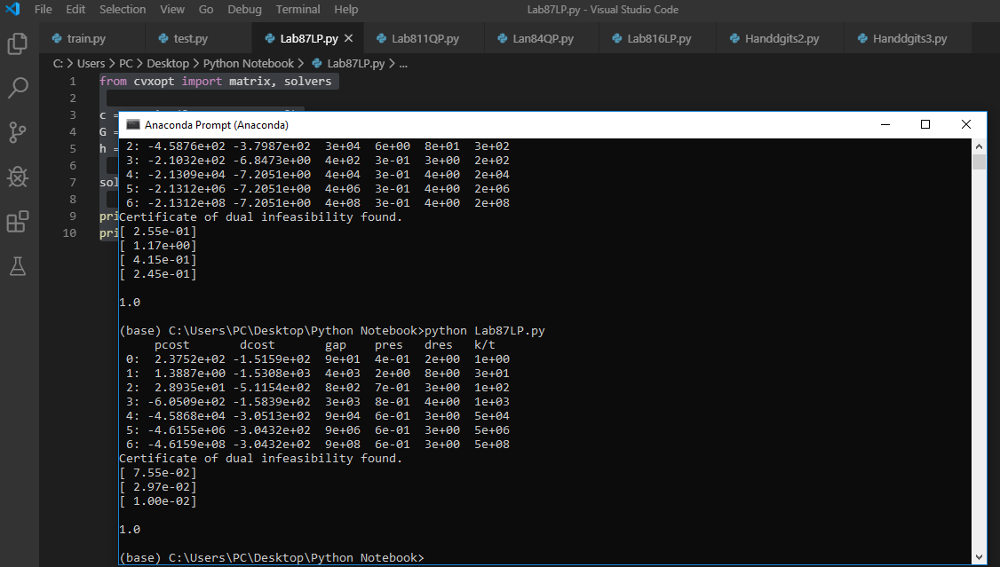 File Edit Selection View Go Debug Terminal Help Lab87LP.py - Visual Studio Code
train.py test.py Lab87LP.py Lab811QP.py Lan84QP.py Lab816LP.py Handdgits2.py Handdgits3.py
C: > Users > PC > Desktop > Python Notebook > Lab87LP.py > ...
1 from cvxopt import matrix, solvers
2
3 c =
4 G =
5 h =
6
7 sol
8
9 pri
10 pri
Anaconda Prompt (Anaconda)
2: -4.5876e+02 -3.7987e+02 3e+04 6e+00 8e+01 3e+02
3: -2.1032e+02 -6.8473e+00 4e+02 3e-01 3e+00 2e+02
4: -2.1309e+04 -7.2051e+00 4e+04 3e-01 4e+00 2e+04
5: -2.1312e+06 -7.2051e+00 4e+06 3e-01 4e+00 2e+06
6: -2.1312e+08 -7.2051e+00 4e+08 3e-01 4e+00 2e+08
Certificate of dual infeasibility found.
[ 2.55e-01]
[ 1.17e+00]
[ 4.15e-01]
[ 2.45e-01]
1.0
(base) C:\Users\PC\Desktop\Python Notebook>python Lab87LP.py
pcost dcost gap pres dres k/t
0: 2.3752e+02 -1.5159e+02 9e+01 4e-01 2e+00 1e+00
1: 1.3887e+00 -1.5308e+03 4e+03 2e+00 8e+00 3e+01
2: 2.8935e+01 -5.1154e+02 8e+02 7e-01 3e+00 1e+02
3: -6.0509e+02 -1.5839e+02 3e+03 8e-01 4e+00 1e+03
4: -4.5868e+04 -3.0513e+02 9e+04 6e-01 3e+00 5e+04
5: -4.6155e+06 -3.0432e+02 9e+06 6e-01 3e+00 5e+06
6: -4.6159e+08 -3.0432e+02 9e+08 6e-01 3e+00 5e+08
Certificate of dual infeasibility found.
[ 7.55e-02]
[ 2.97e-02]
[ 1.00e-02]
1.0
(base) C:\Users\PC\Desktop\Python Notebook>